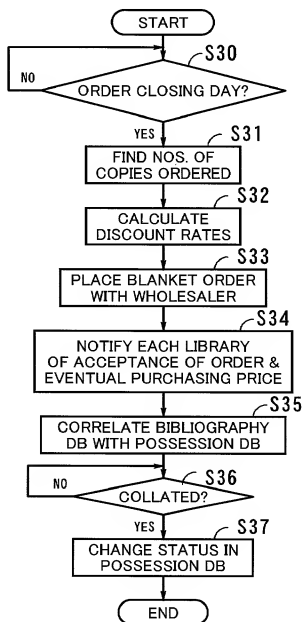 START
S30
NO
ORDER CLOSING DAY?
YES
S31
FIND NOS. OF
COPIES ORDERED
S32
CALCULATE
DISCOUNT RATES
S33
PLACE BLANKET ORDER
WITH WHOLESALER
S34
NOTIFY EACH LIBRARY
OF ACCEPTANCE OF ORDER &
EVENTUAL PURCHASING PRICE
S35
CORRELATE BIBLIOGRAPHY
DB WITH POSSESSION DB
S36
NO
COLLATED?
YES
S37
CHANGE STATUS IN
POSSESSION DB
END